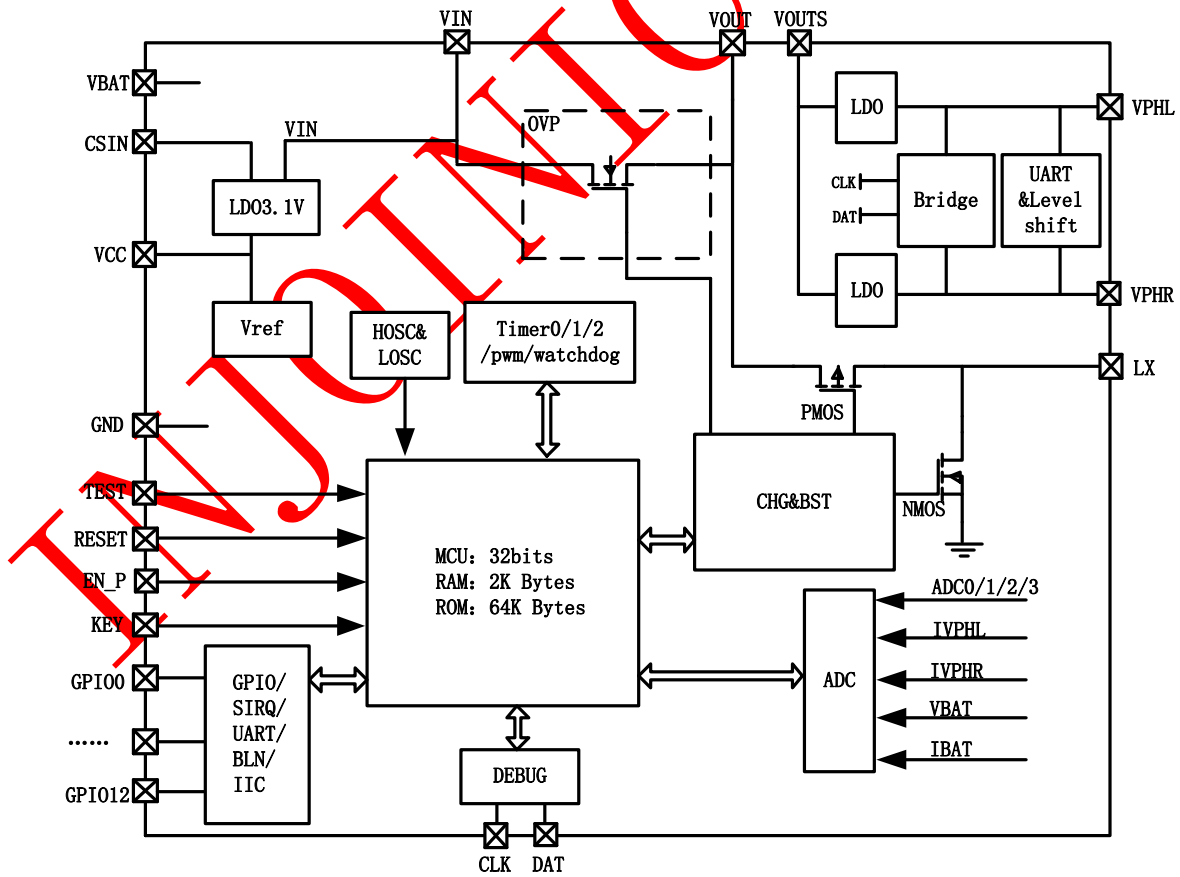 VIN
VOUT
VOUTS
VBAT
CSIN
VIN
LDO3.1V
VCC
Vref
HOSC&
LOSC
Timer0/1/2
/pwm/watchdog
OVP
LDO
VPHL
CLK
DAT
Bridge
UART
&Level
shift
LDO
VPHR
LX
PMOS
GND
TEST
RESET
EN_P
KEY
MCU: 32bits
RAM: 2K Bytes
ROM: 64K Bytes
CHG&BST
NMOS
ADC0/1/2/3
IVPHL
IVPHR
VBAT
IBAT
ADC
GPIO0
......
GPIO12
GPIO/
SIRQ/
UART/
BLN/
IIC
DEBUG
CLK
DAT
INJOINIC